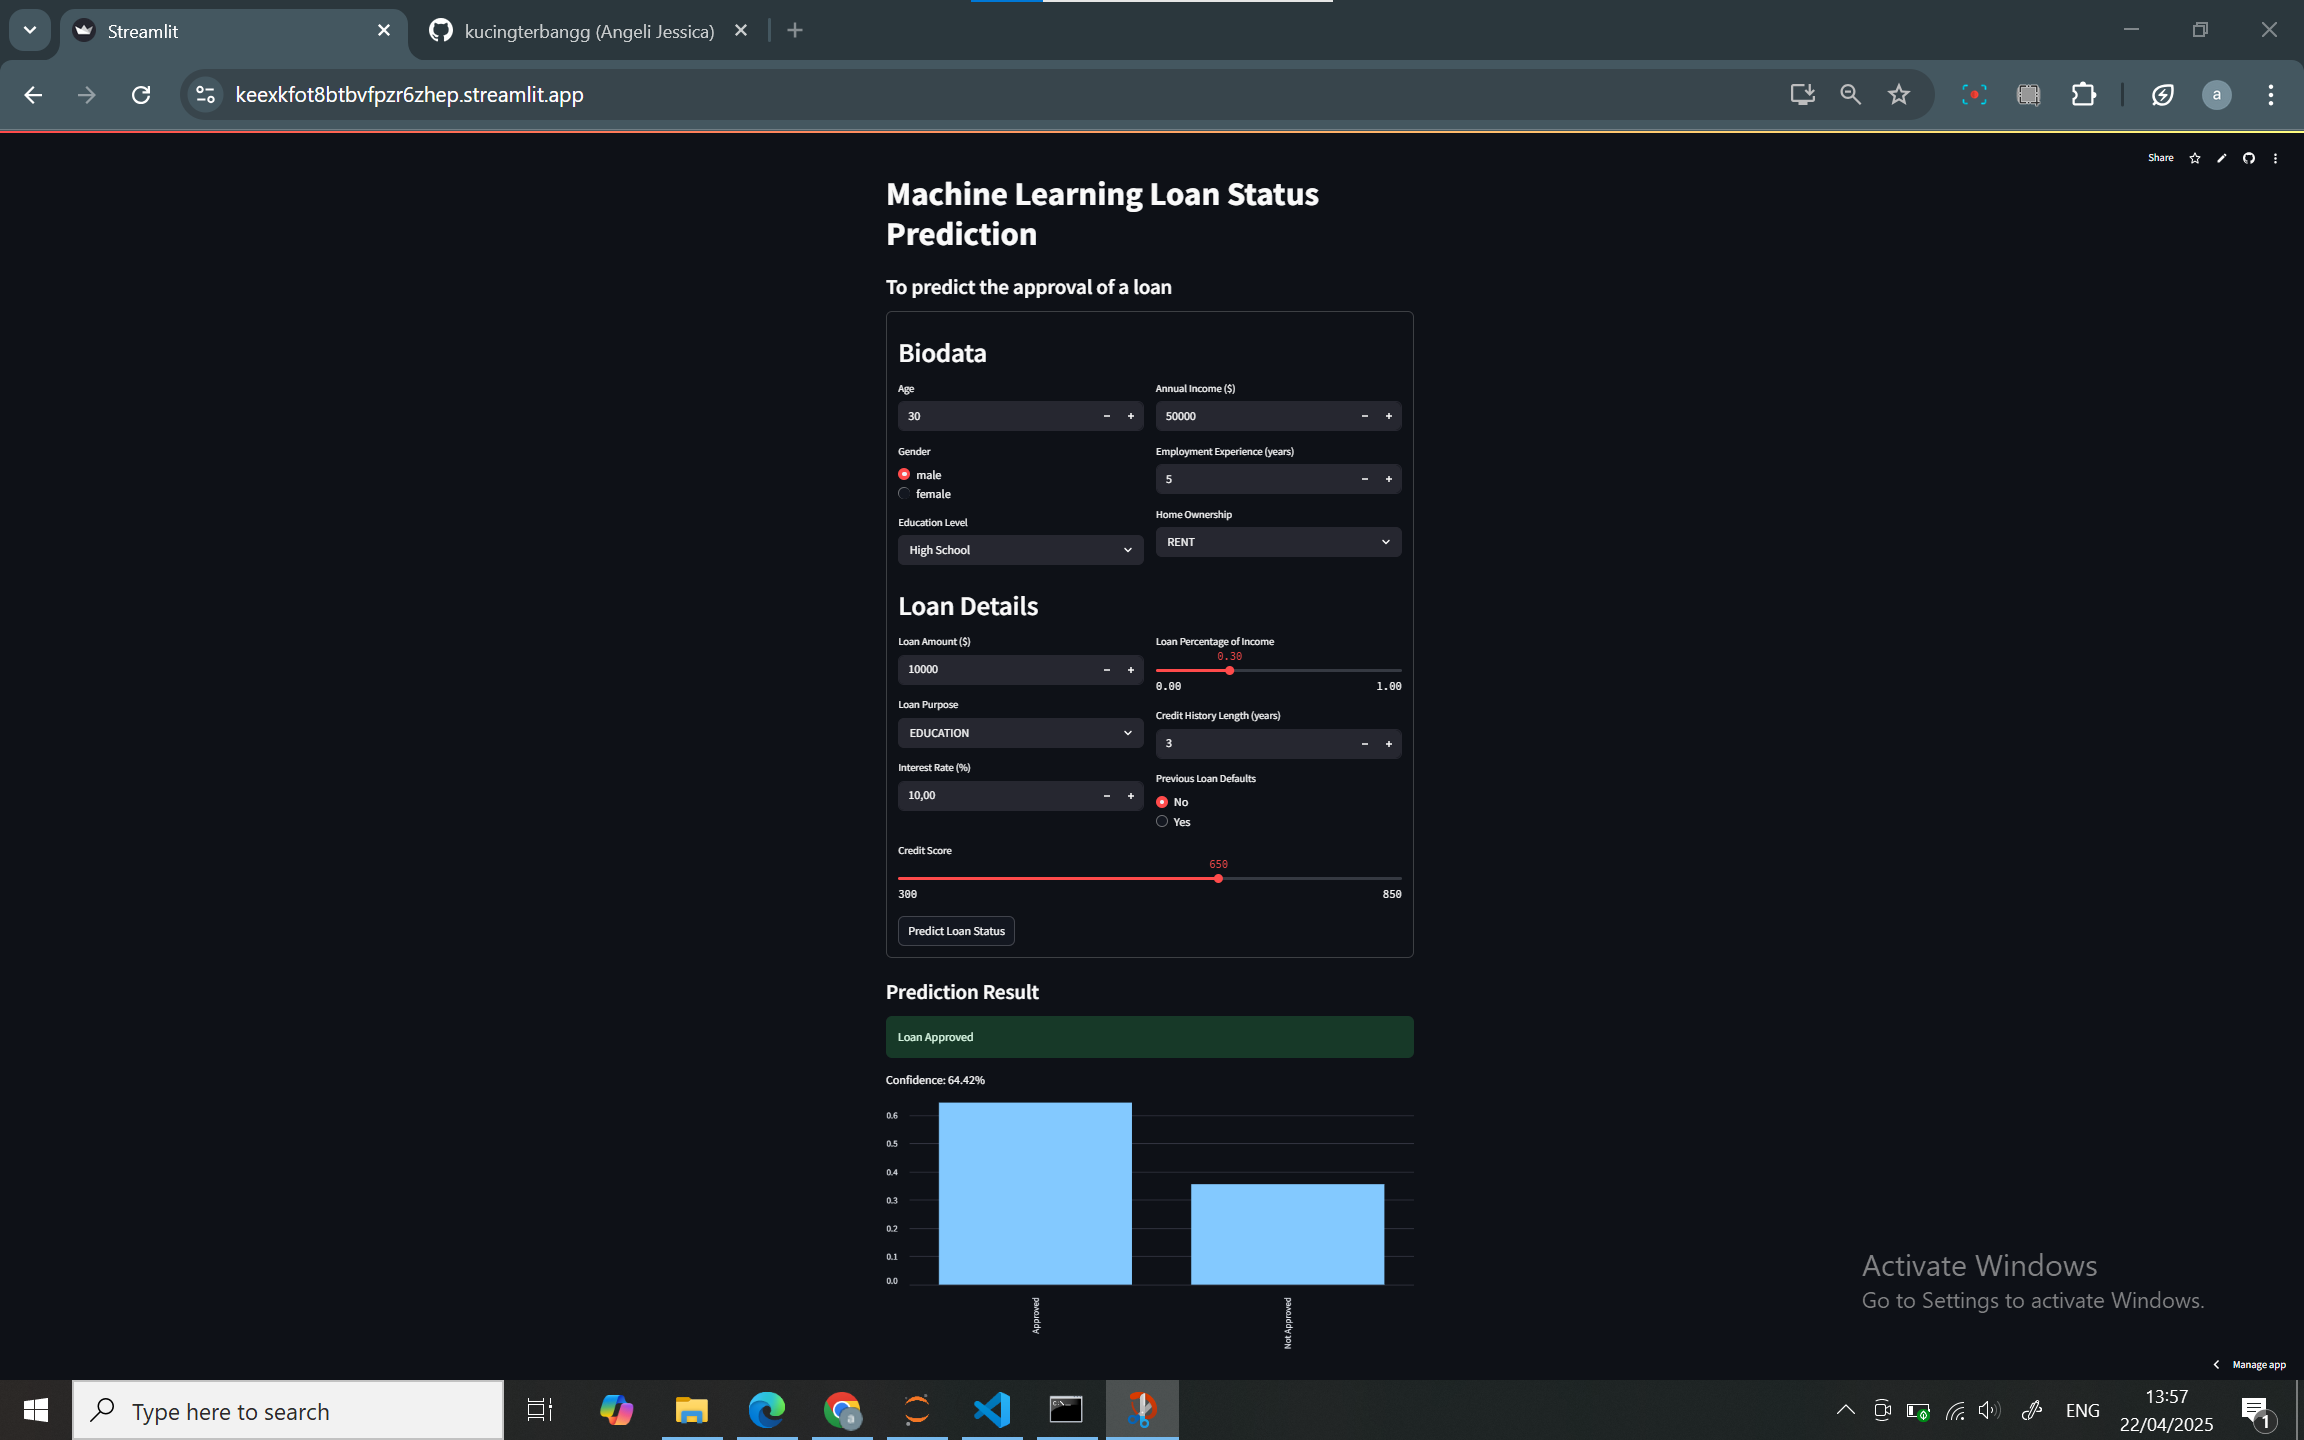 Streamlit
kucingterbangg (Angeli Jessica)
keexkfot8btbvfpzr6zhep.streamlit.app
a
Share
Machine Learning Loan Status
Prediction
To predict the approval of a loan
Biodata
Age
30
Annual Income ($)
50000
Gender
male
female
Employment Experience (years)
5
Education Level
High School
Home Ownership
RENT
Loan Details
Loan Amount ($)
10000
Loan Percentage of Income
0.30
0.00 1.00
Loan Purpose
EDUCATION
Credit History Length (years)
3
Interest Rate (%)
10,00
Previous Loan Defaults
No
Yes
Credit Score
650
300 850
Predict Loan Status
Prediction Result
Loan Approved
Confidence: 64.42%
0.6
0.5
0.4
0.3
0.2
0.1
0.0
Approved
Not Approved
Activate Windows
Go to Settings to activate Windows.
Manage app
Type here to search
a
ENG
13:57
22/04/2025
1